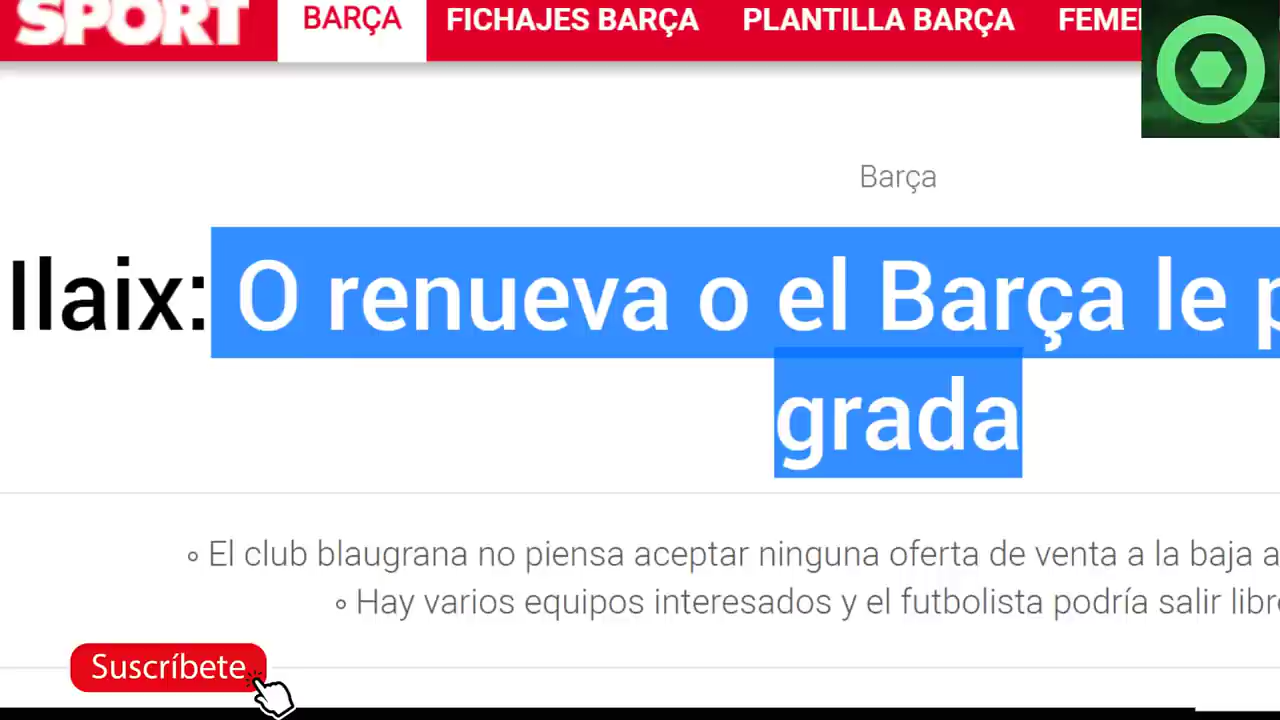 SPORT BARÇA FICHAJES BARÇA PLANTILLA BARÇA
Barça
Ilaix: O renueva o el Barça le
grada
◦ El club blaugrana no piensa aceptar ninguna oferta de venta a la baja
◦ Hay varios equipos interesados y el futbolista podría salir
Suscríbete